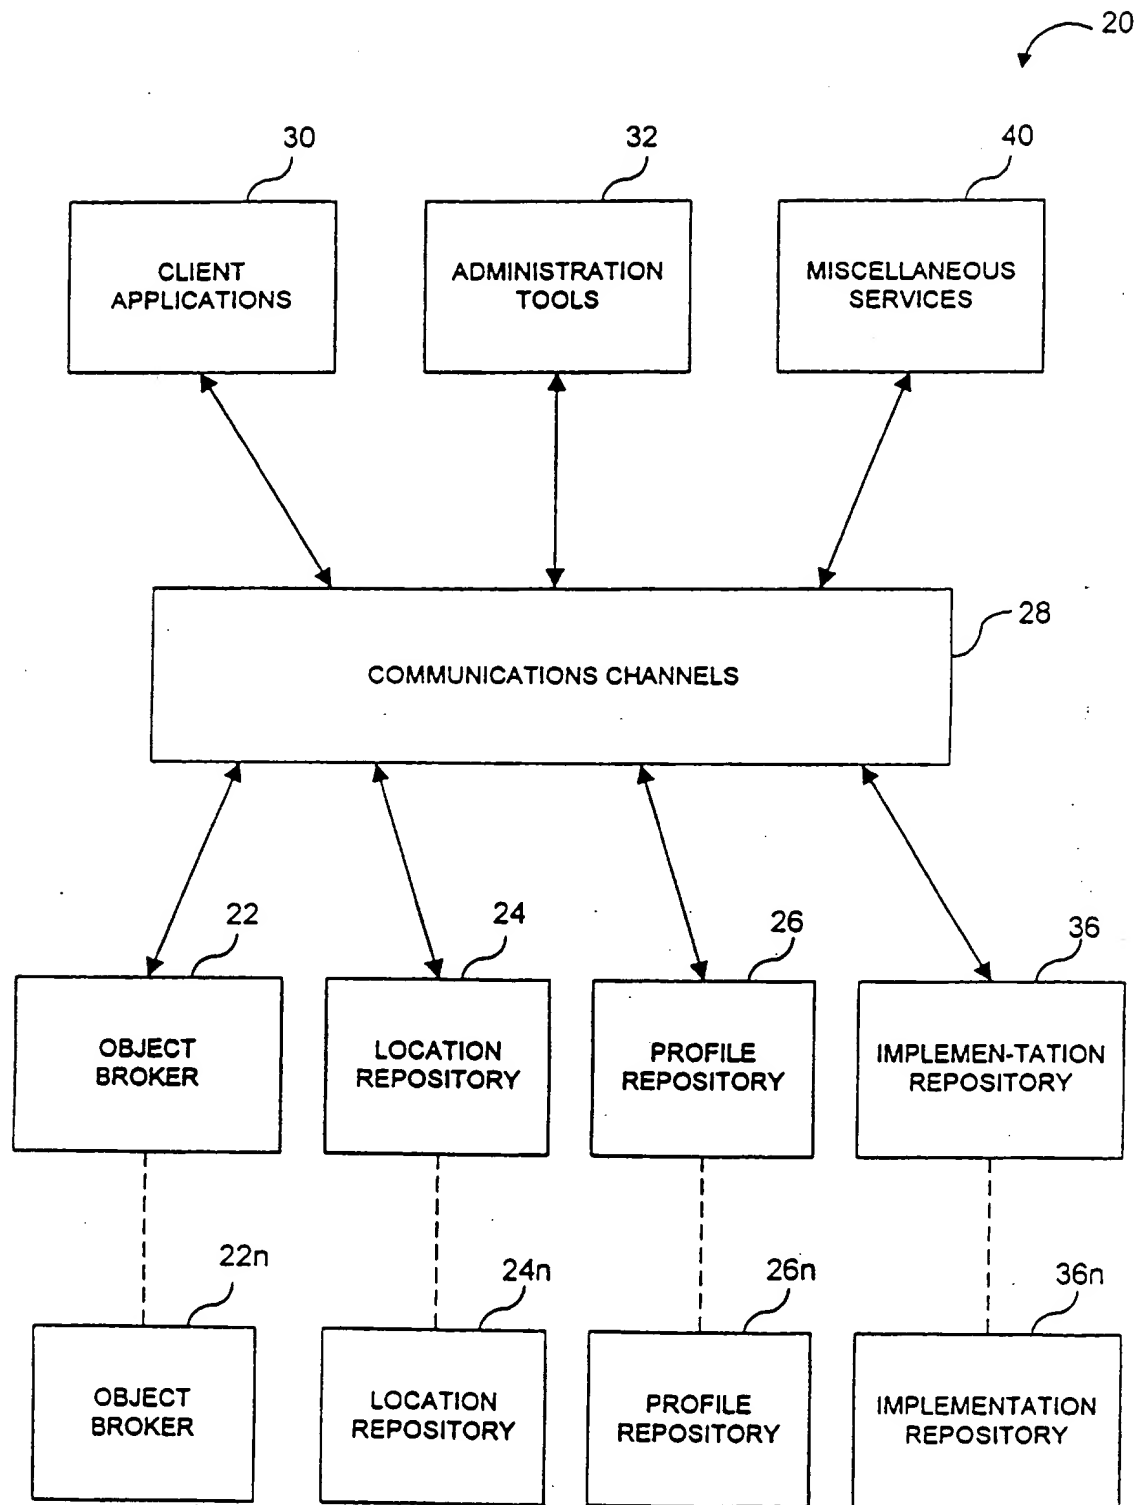 20
30
32
40
CLIENT
APPLICATIONS
ADMINISTRATION
TOOLS
MISCELLANEOUS
SERVICES
28
COMMUNICATIONS CHANNELS
22
24
26
36
OBJECT
BROKER
LOCATION
REPOSITORY
PROFILE
REPOSITORY
IMPLEMEN-TATION
REPOSITORY
22n
24n
26n
36n
OBJECT
BROKER
LOCATION
REPOSITORY
PROFILE
REPOSITORY
IMPLEMENTATION
REPOSITORY